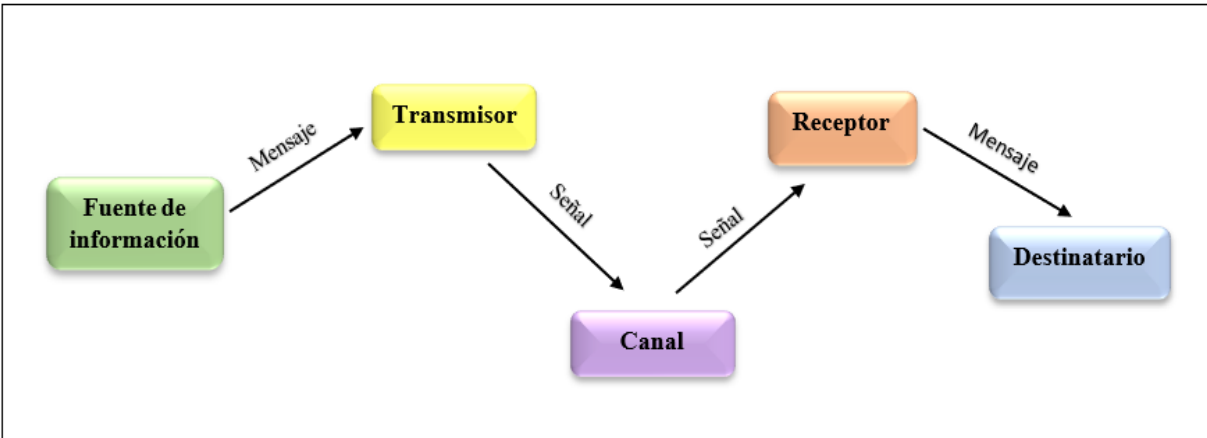 Fuente de
información
Mensaje
Transmisor
Señal
Canal
Señal
Receptor
Mensaje
Destinatario